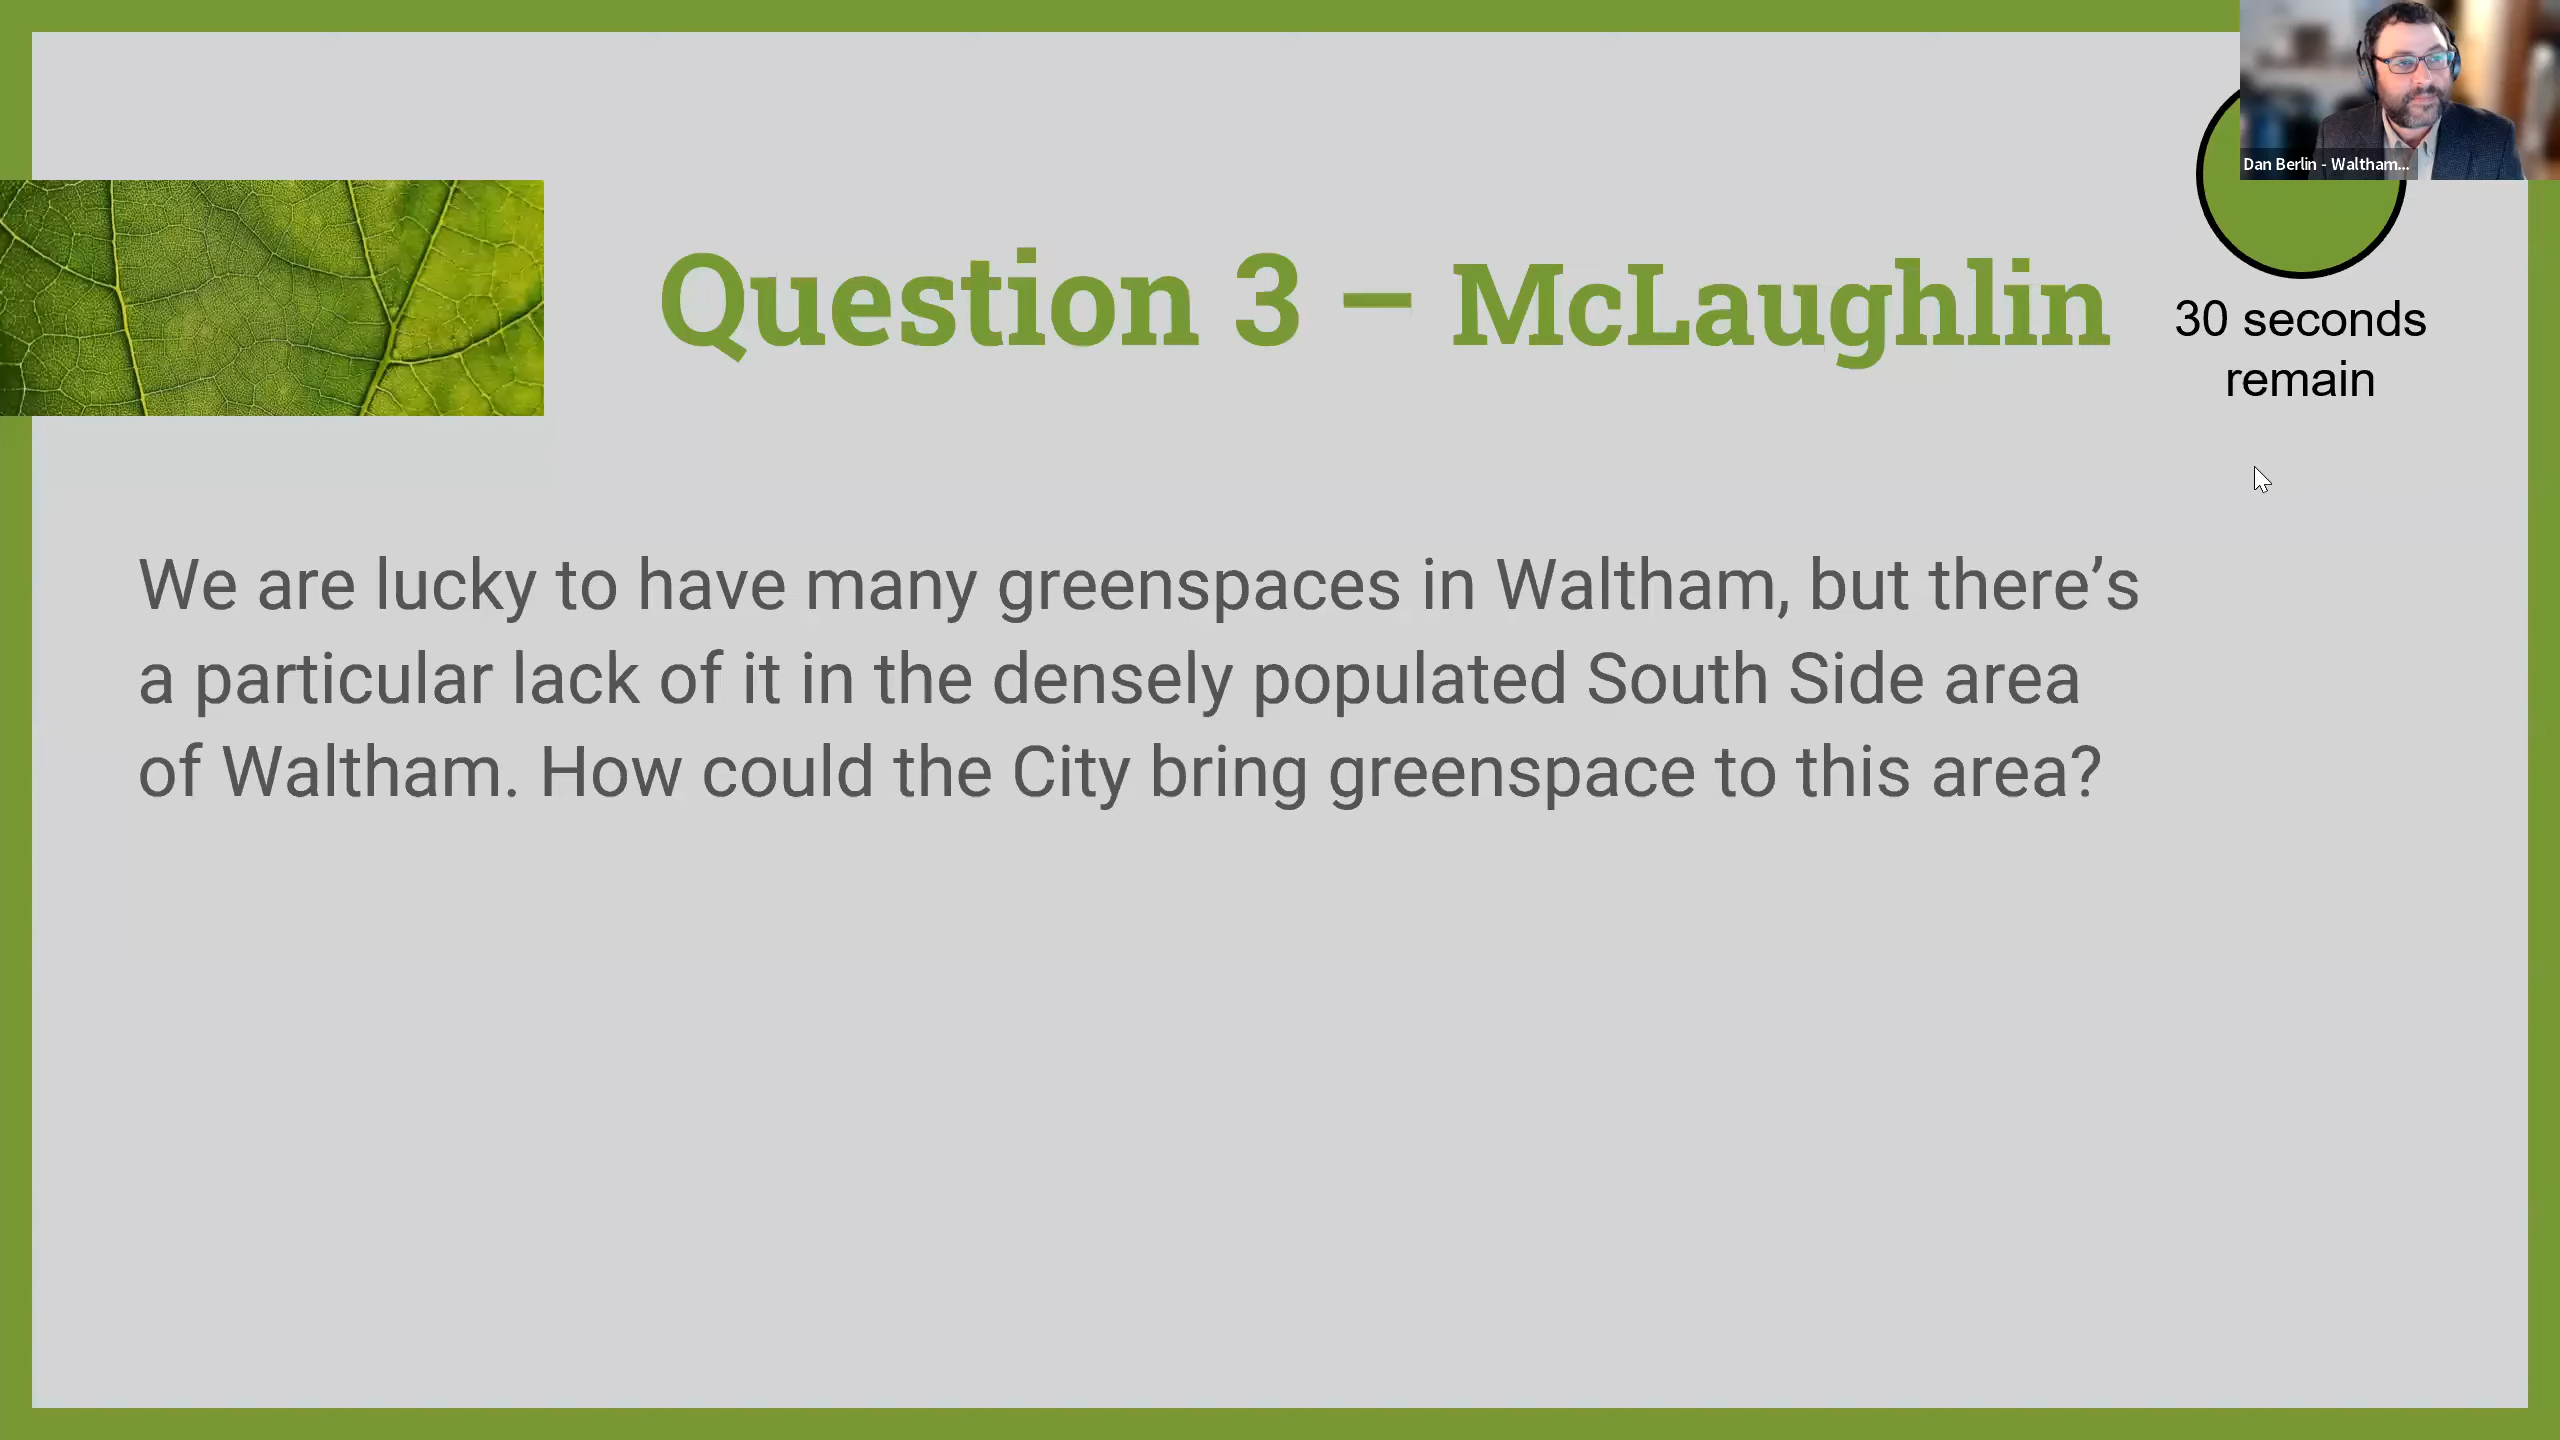 Dan Berlin - Waltham...
Question 3 – McLaughlin
30 seconds
remain
We are lucky to have many greenspaces in Waltham, but there’s
a particular lack of it in the densely populated South Side area
of Waltham. How could the City bring greenspace to this area?